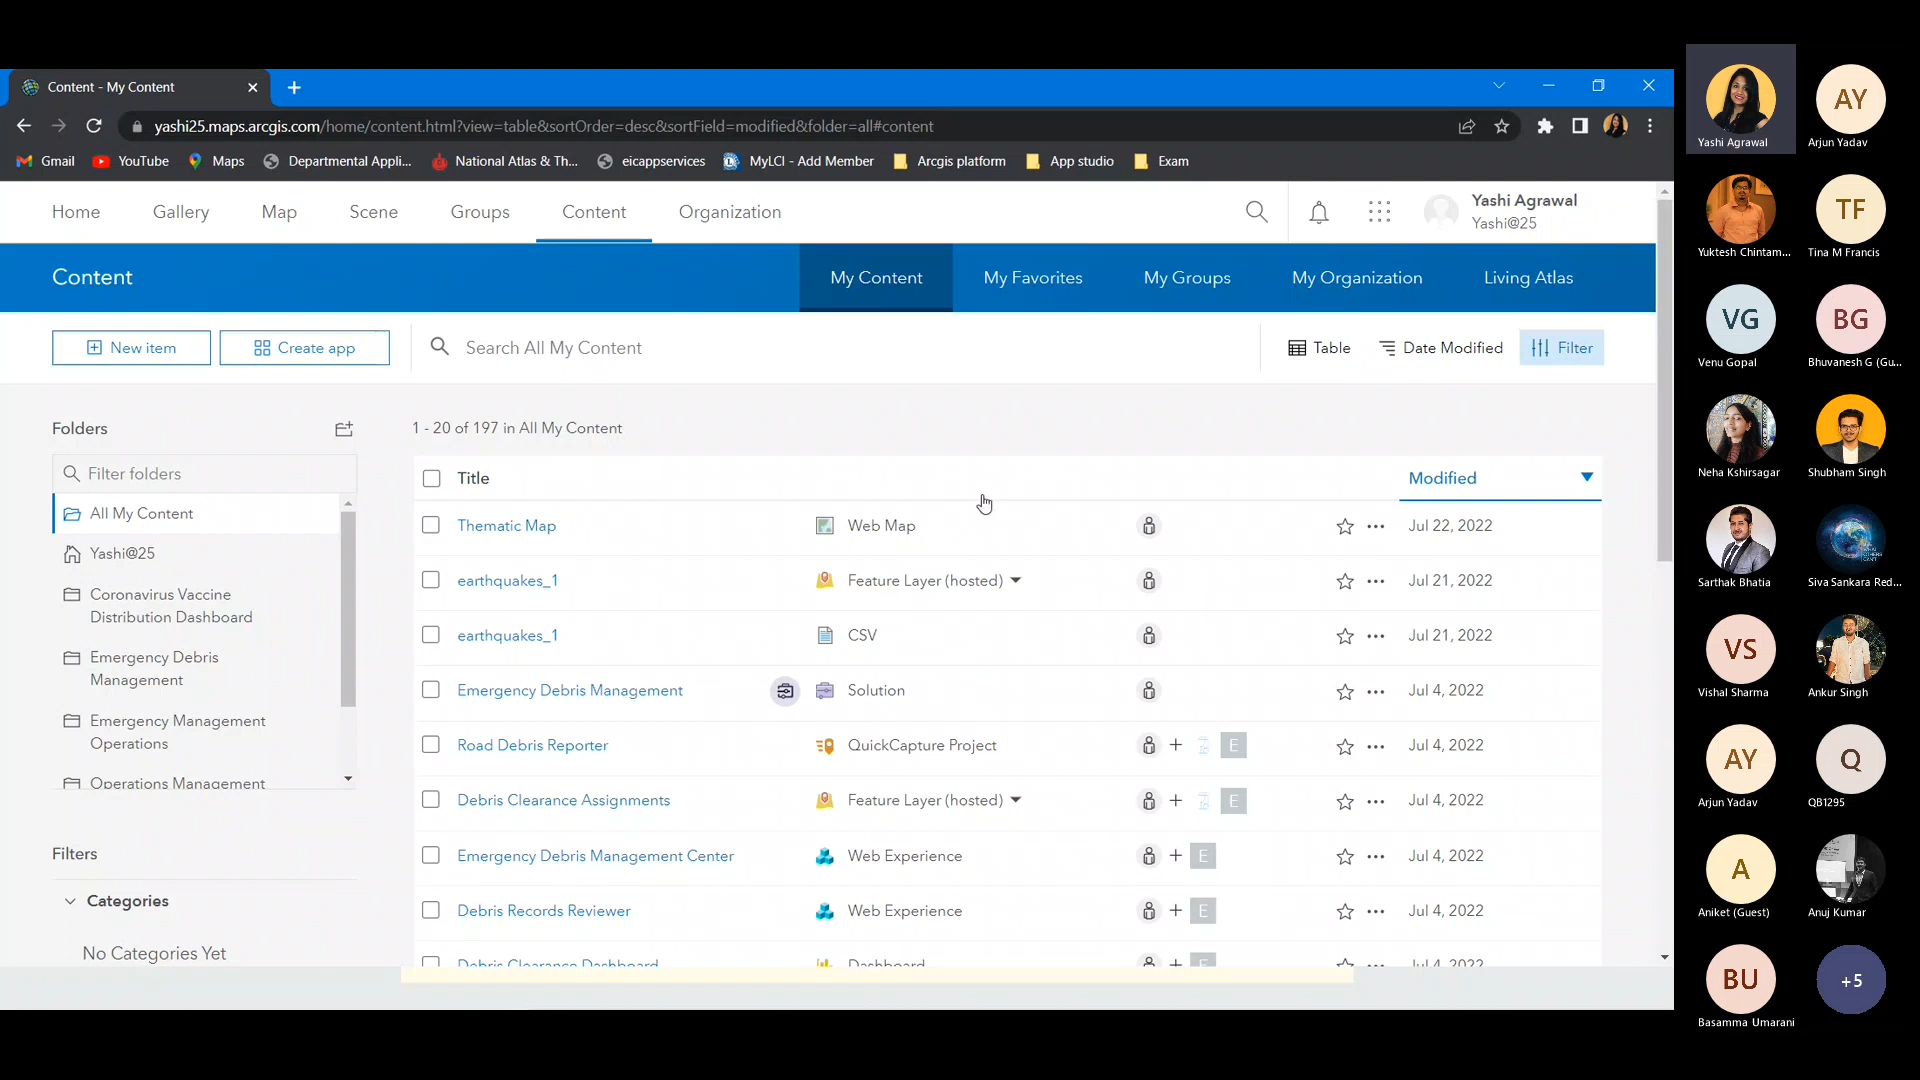 Content - My Content
yashi25.maps.arcgis.com/home/content.html?view=table&sortOrder=desc&sortField=modified&folder=all#content
Gmail YouTube Maps Departmental Appli... National Atlas & Th... eicappservices MyLCI - Add Member Arcgis platform App studio Exam
Home Gallery Map Scene Groups Content Organization
Yashi Agrawal
Yashi@25
Content
My Content My Favorites My Groups My Organization Living Atlas
New item Create app Search All My Content Table Date Modified Filter
Folders
Filter folders
All My Content
Yashi@25
Coronavirus Vaccine
Distribution Dashboard
Emergency Debris
Management
Emergency Management
Operations
Operations Management
Filters
Categories
No Categories Yet
1 - 20 of 197 in All My Content
Title Modified
Thematic Map Web Map Jul 22, 2022
earthquakes_1 Feature Layer (hosted) Jul 21, 2022
earthquakes_1 CSV Jul 21, 2022
Emergency Debris Management Solution Jul 4, 2022
Road Debris Reporter QuickCapture Project E Jul 4, 2022
Debris Clearance Assignments Feature Layer (hosted) E Jul 4, 2022
Emergency Debris Management Center Web Experience E Jul 4, 2022
Debris Records Reviewer Web Experience E Jul 4, 2022
Debris Clearance Dashboard Dashboard E Jul 4, 2022
Yashi Agrawal
AY
Arjun Yadav
Yuktesh Chintam...
TF
Tina M Francis
VG
Venu Gopal
BG
Bhuvanesh G (Gu...
Neha Kshirsagar
Shubham Singh
Sarthak Bhatia
Siva Sankara Red...
VS
Vishal Sharma
Ankur Singh
AY
Arjun Yadav
Q
QB1295
A
Aniket (Guest)
Anuj Kumar
BU
Basamma Umarani
+5